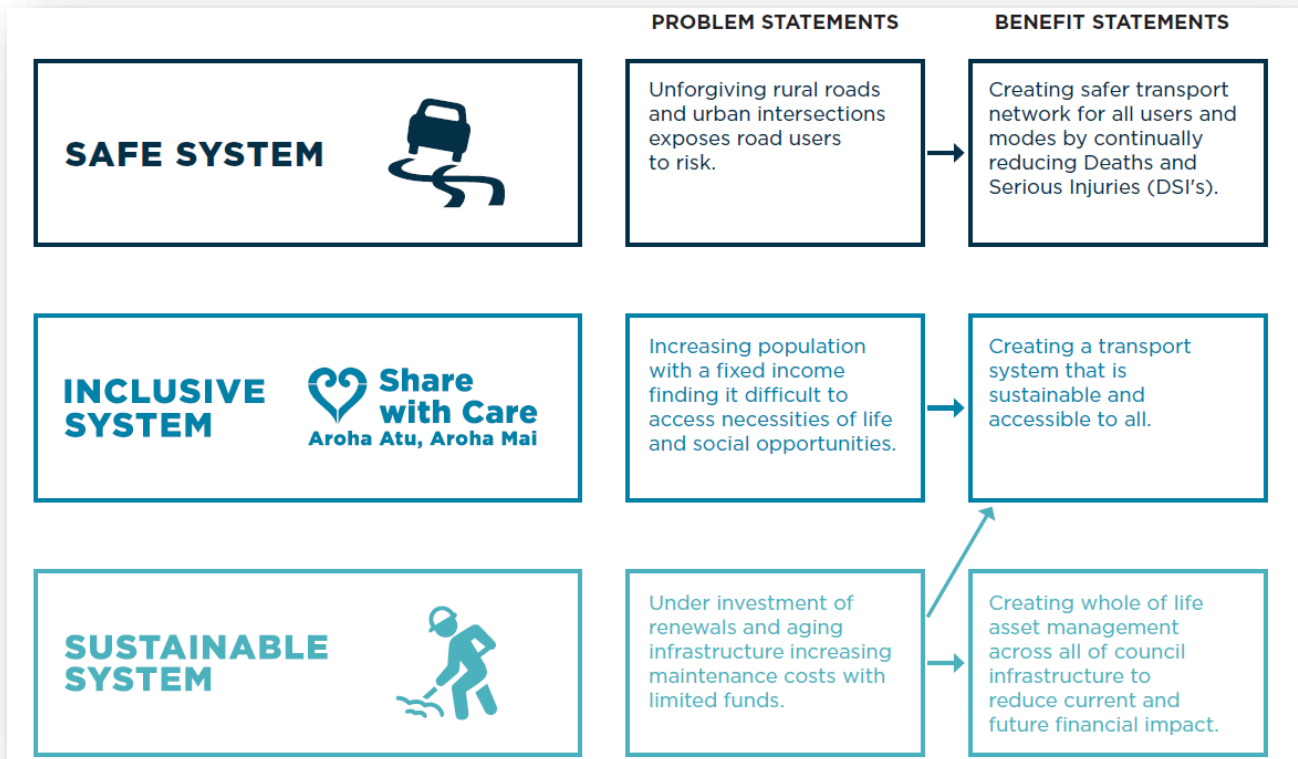 PROBLEM STATEMENTS
BENEFIT STATEMENTS
SAFE SYSTEM
Unforgiving rural roads
and urban intersections
exposes road users
to risk.
Creating safer transport
network for all users and
modes by continually
reducing Deaths and
Serious Injuries (DSI's).
INCLUSIVE
SYSTEM
Share
with Care
Aroha Atu, Aroha Mai
Increasing population
with a fixed income
finding it difficult to
access necessities of life
and social opportunities.
Creating a transport
system that is
sustainable and
accessible to all.
SUSTAINABLE
SYSTEM
Under investment of
renewals and aging
infrastructure increasing
maintenance costs with
limited funds.
Creating whole of life
asset management
across all of council
infrastructure to
reduce current and
future financial impact.